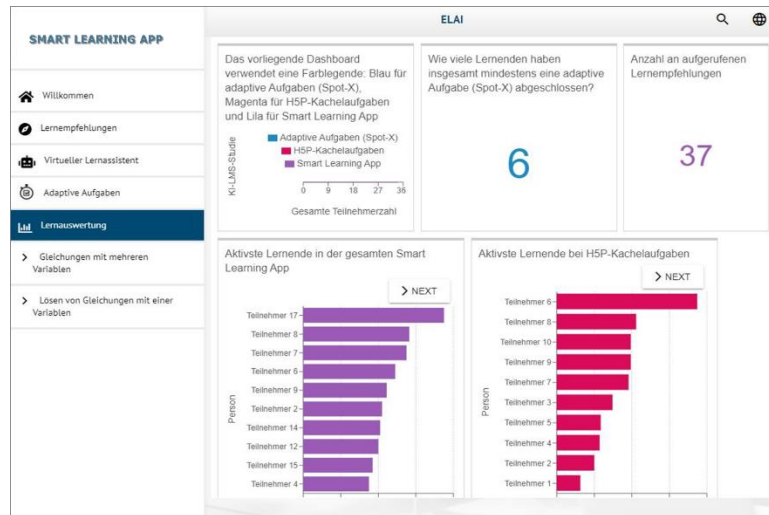 ELAI
SMART LEARNING APP
Willkommen
Lernempfehlungen
Virtueller Lernassistent
Adaptive Aufgaben
Lernauswertung
Gleichungen mit mehreren
Variablen
Lösen von Gleichungen mit einer
Variablen
Das vorliegende Dashboard
verwendet eine Farblegende: Blau für
adaptive Aufgaben (Spot-X),
Magenta für H5P-Kachelaufgaben
und Lila für Smart Learning App
KI-LMS-Studie
Adaptive Aufgaben (Spot-X)
H5P-Kachelaufgaben
Smart Learning App
0 9 18 27 36
Gesamte Teilnehmerzahl
Wie viele Lernenden haben
insgesamt mindestens eine adaptive
Aufgabe (Spot-X) abgeschlossen?
6
Anzahl an aufgerufenen
Lernempfehlungen
37
Aktivste Lernende in der gesamten Smart
Learning App
NEXT
Person
Teilnehmer 17
Teilnehmer 8
Teilnehmer 7
Teilnehmer 6
Teilnehmer 9
Teilnehmer 2
Teilnehmer 14
Teilnehmer 12
Teilnehmer 15
Teilnehmer 4
Aktivste Lernende bei H5P-Kachelaufgaben
NEXT
Person
Teilnehmer 6
Teilnehmer 8
Teilnehmer 10
Teilnehmer 9
Teilnehmer 7
Teilnehmer 3
Teilnehmer 5
Teilnehmer 4
Teilnehmer 2
Teilnehmer 1